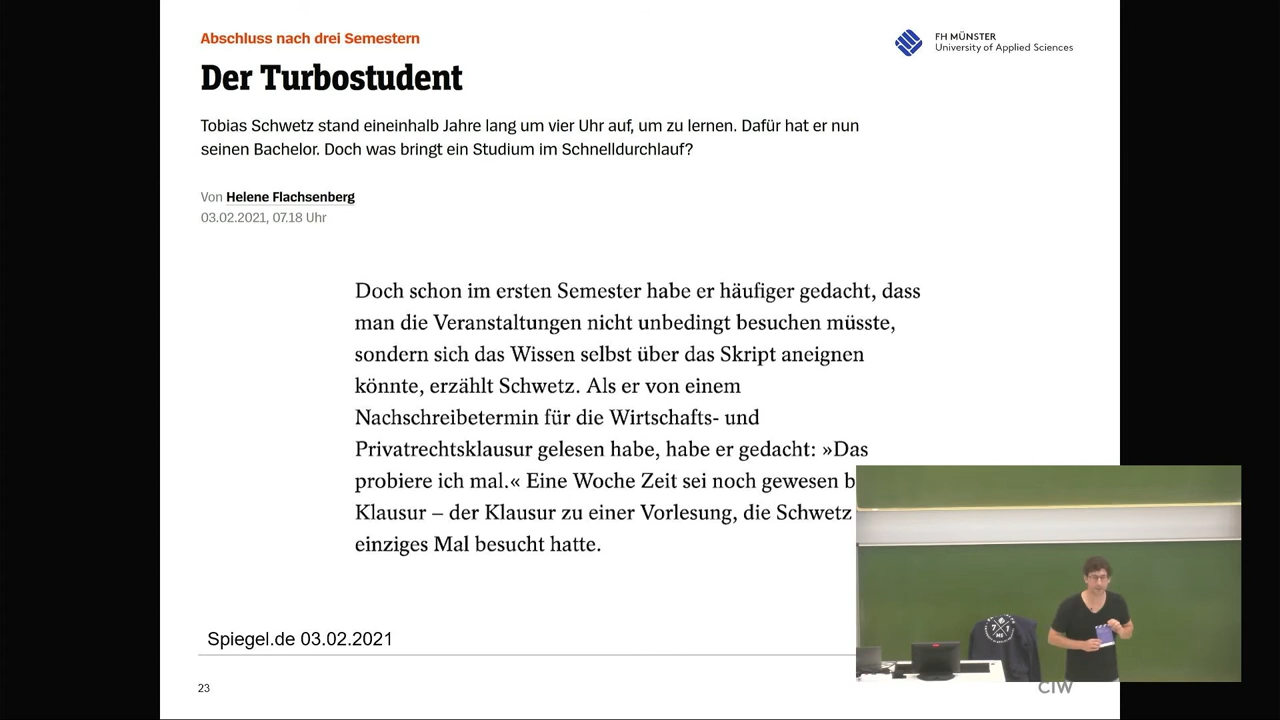 Abschluss nach drei Semestern
FH MÜNSTER
University of Applied Sciences
Der Turbostudent
Tobias Schwetz stand eineinhalb Jahre lang um vier Uhr auf, um zu lernen. Dafür hat er nun
seinen Bachelor. Doch was bringt ein Studium im Schnelldurchlauf?
Von Helene Flachsenberg
03.02.2021, 07.18 Uhr
Doch schon im ersten Semester habe er häufiger gedacht, dass
man die Veranstaltungen nicht unbedingt besuchen müsste,
sondern sich das Wissen selbst über das Skript aneignen
könnte, erzählt Schwetz. Als er von einem
Nachschreibetermin für die Wirtschafts- und
Privatrechtsklausur gelesen habe, habe er gedacht: »Das
probiere ich mal.« Eine Woche Zeit sei noch gewesen b
Klausur – der Klausur zu einer Vorlesung, die Schwetz
einziges Mal besucht hatte.
Spiegel.de 03.02.2021
23
CIW
7 1
MS